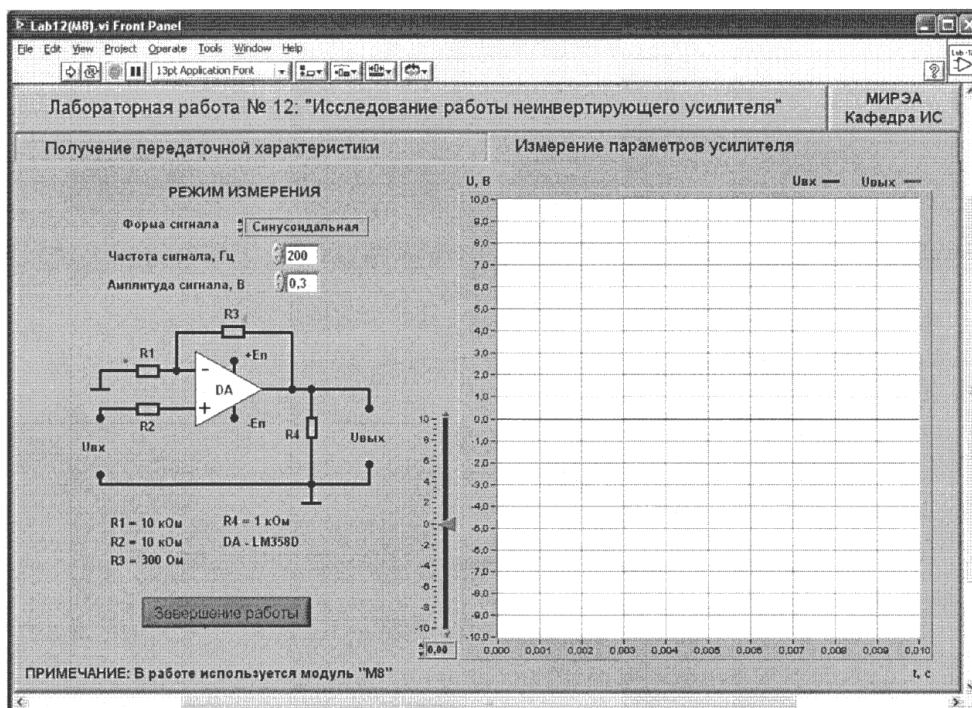 Lab12(M8).vi Front Panel
File Edit View Project Operate Tools Window Help
13pt Application Font
Лабораторная работа № 12: "Исследование работы неинвертирующего усилителя"
МИРЭА
Кафедра ИС
Получение передаточной характеристики
Измерение параметров усилителя
РЕЖИМ ИЗМЕРЕНИЯ
Форма сигнала Синусоидальная
Частота сигнала, Гц 200
Амплитуда сигнала, В 0,3
R3
R1
+Eп
-
DA
+
R2
-Eп
R4
Uвх
Uвых
R1 = 10 кОм R4 = 1 кОм
R2 = 10 кОм DA - LM358D
R3 = 300 Ом
Завершение работы
10
8
6
4
2
0
-2
-4
-6
-8
-10
0,00
U, В
Uвх
Uвых
10,0
9,0
8,0
7,0
6,0
5,0
4,0
3,0
2,0
1,0
0,0
-1,0
-2,0
-3,0
-4,0
-5,0
-6,0
-7,0
-8,0
-9,0
-10,0
0,000 0,001 0,002 0,003 0,004 0,005 0,006 0,007 0,008 0,009 0,010
t, с
ПРИМЕЧАНИЕ: В работе используется модуль "М8"